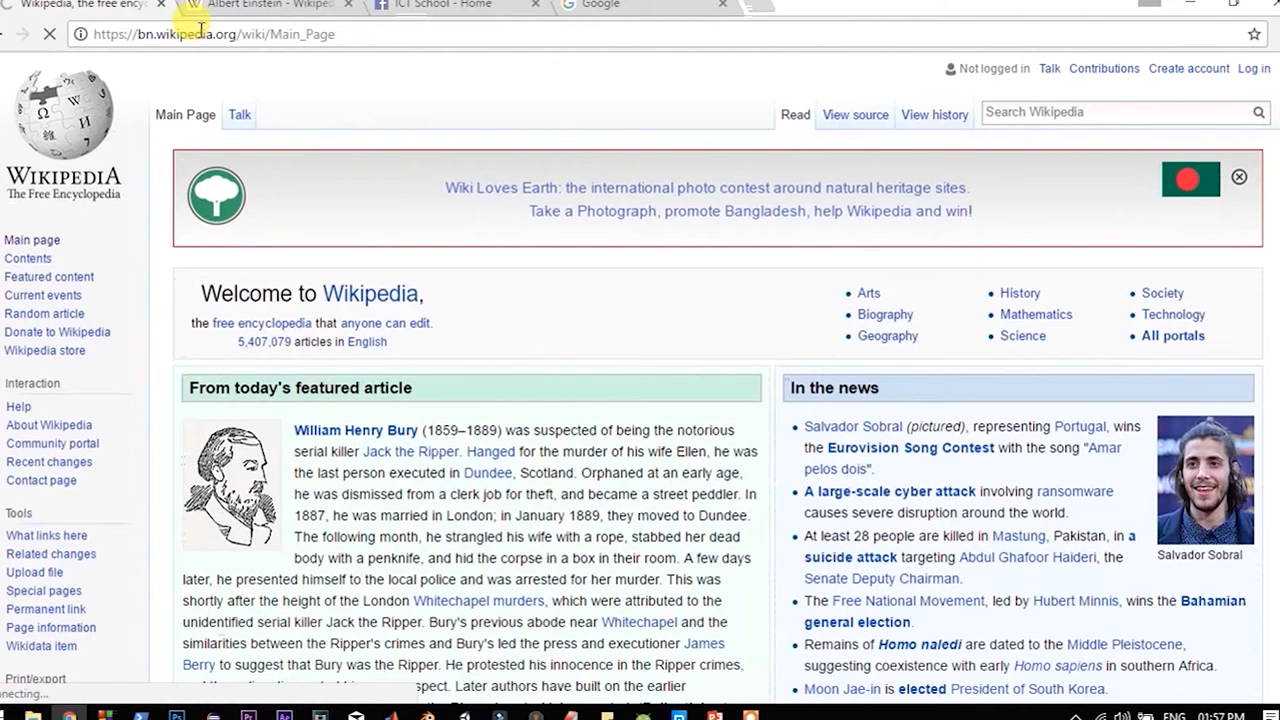 Wikipedia, the free ency
Albert Einstein - Wikiped
ICT School - Home
Google
https://bn.wikipedia.org/wiki/Main_Page
Not logged in Talk Contributions Create account Log in
Main Page Talk Read View source View history Search Wikipedia
WIKIPEDIA
The Free Encyclopedia
Main page
Contents
Featured content
Current events
Random article
Donate to Wikipedia
Wikipedia store
Interaction
Help
About Wikipedia
Community portal
Recent changes
Contact page
Tools
What links here
Related changes
Upload file
Special pages
Permanent link
Page information
Wikidata item
Print/export
Wiki Loves Earth: the international photo contest around natural heritage sites.
Take a Photograph, promote Bangladesh, help Wikipedia and win!
Welcome to Wikipedia,
the free encyclopedia that anyone can edit.
5,407,079 articles in English
Arts
Biography
Geography
History
Mathematics
Science
Society
Technology
All portals
From today's featured article
William Henry Bury (1859–1889) was suspected of being the notorious
serial killer Jack the Ripper. Hanged for the murder of his wife Ellen, he was
the last person executed in Dundee, Scotland. Orphaned at an early age,
he was dismissed from a clerk job for theft, and became a street peddler. In
1887, he was married in London; in January 1889, they moved to Dundee.
The following month, he strangled his wife with a rope, stabbed her dead
body with a penknife, and hid the corpse in a box in their room. A few days
later, he presented himself to the local police and was arrested for her murder. This was
shortly after the height of the London Whitechapel murders, which were attributed to the
unidentified serial killer Jack the Ripper. Bury's previous abode near Whitechapel and the
similarities between the Ripper's crimes and Bury's led the press and executioner James
Berry to suggest that Bury was the Ripper. He protested his innocence in the Ripper crimes,
spect. Later authors have built on the earlier
In the news
Salvador Sobral (pictured), representing Portugal, wins
the Eurovision Song Contest with the song "Amar
pelos dois".
A large-scale cyber attack involving ransomware
causes severe disruption around the world.
At least 28 people are killed in Mastung, Pakistan, in a
suicide attack targeting Abdul Ghafoor Haideri, the
Senate Deputy Chairman.
The Free National Movement, led by Hubert Minnis, wins the Bahamian
general election.
Remains of Homo naledi are dated to the Middle Pleistocene,
suggesting coexistence with early Homo sapiens in southern Africa.
Moon Jae-in is elected President of South Korea.
Salvador Sobral
necting...
ENG 01:57 PM